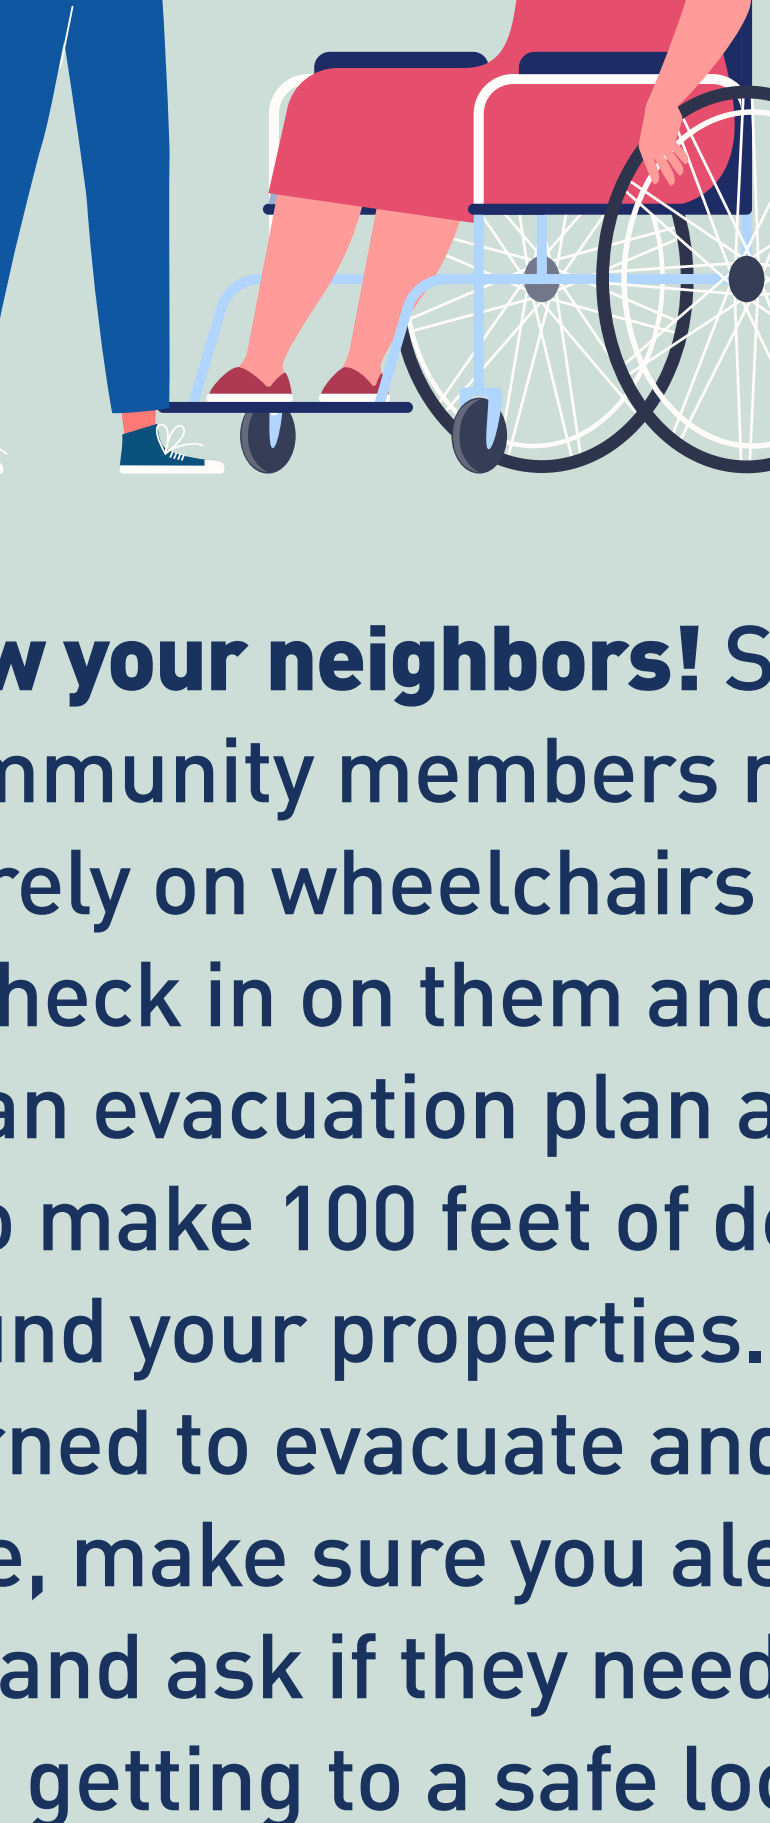 w your neighbors! S
mmunity members
rely on wheelchairs
heck in on them and
an evacuation plan a
make 100 feet of de
und your properties.
rned to evacuate and
e, make sure you ale
and ask if they need
getting to a safe loc